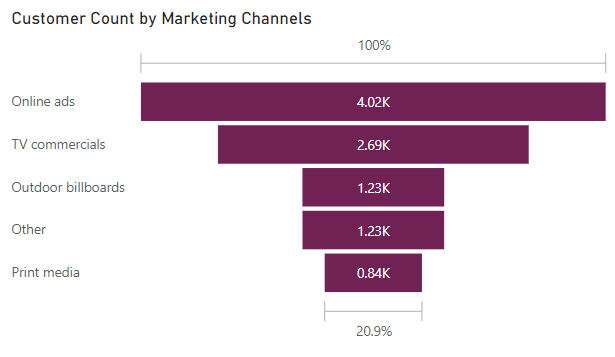 Customer Count by Marketing Channels
100%
Online ads 4.02K
TV commercials 2.69K
Outdoor billboards 1.23K
Other 1.23K
Print media 0.84K
20.9%